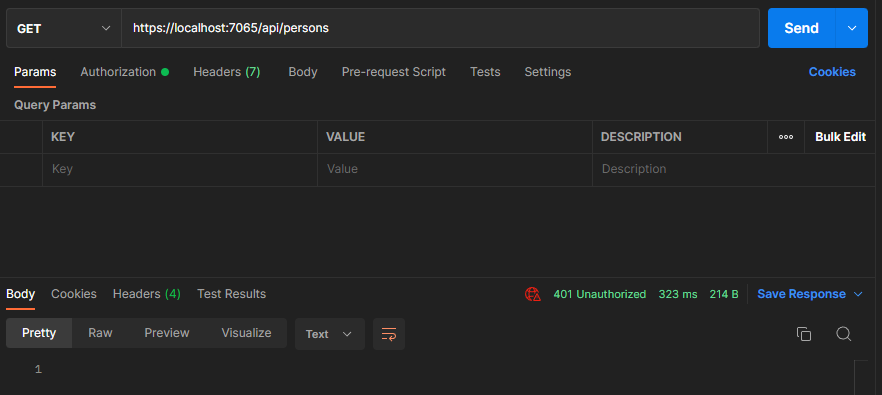 GET https://localhost:7065/api/persons Send
Params Authorization Headers (7) Body Pre-request Script Tests Settings Cookies
Query Params
KEY VALUE DESCRIPTION ooo Bulk Edit
Key Value Description
Body Cookies Headers (4) Test Results 401 Unauthorized 323 ms 214 B Save Response
Pretty Raw Preview Visualize Text
1